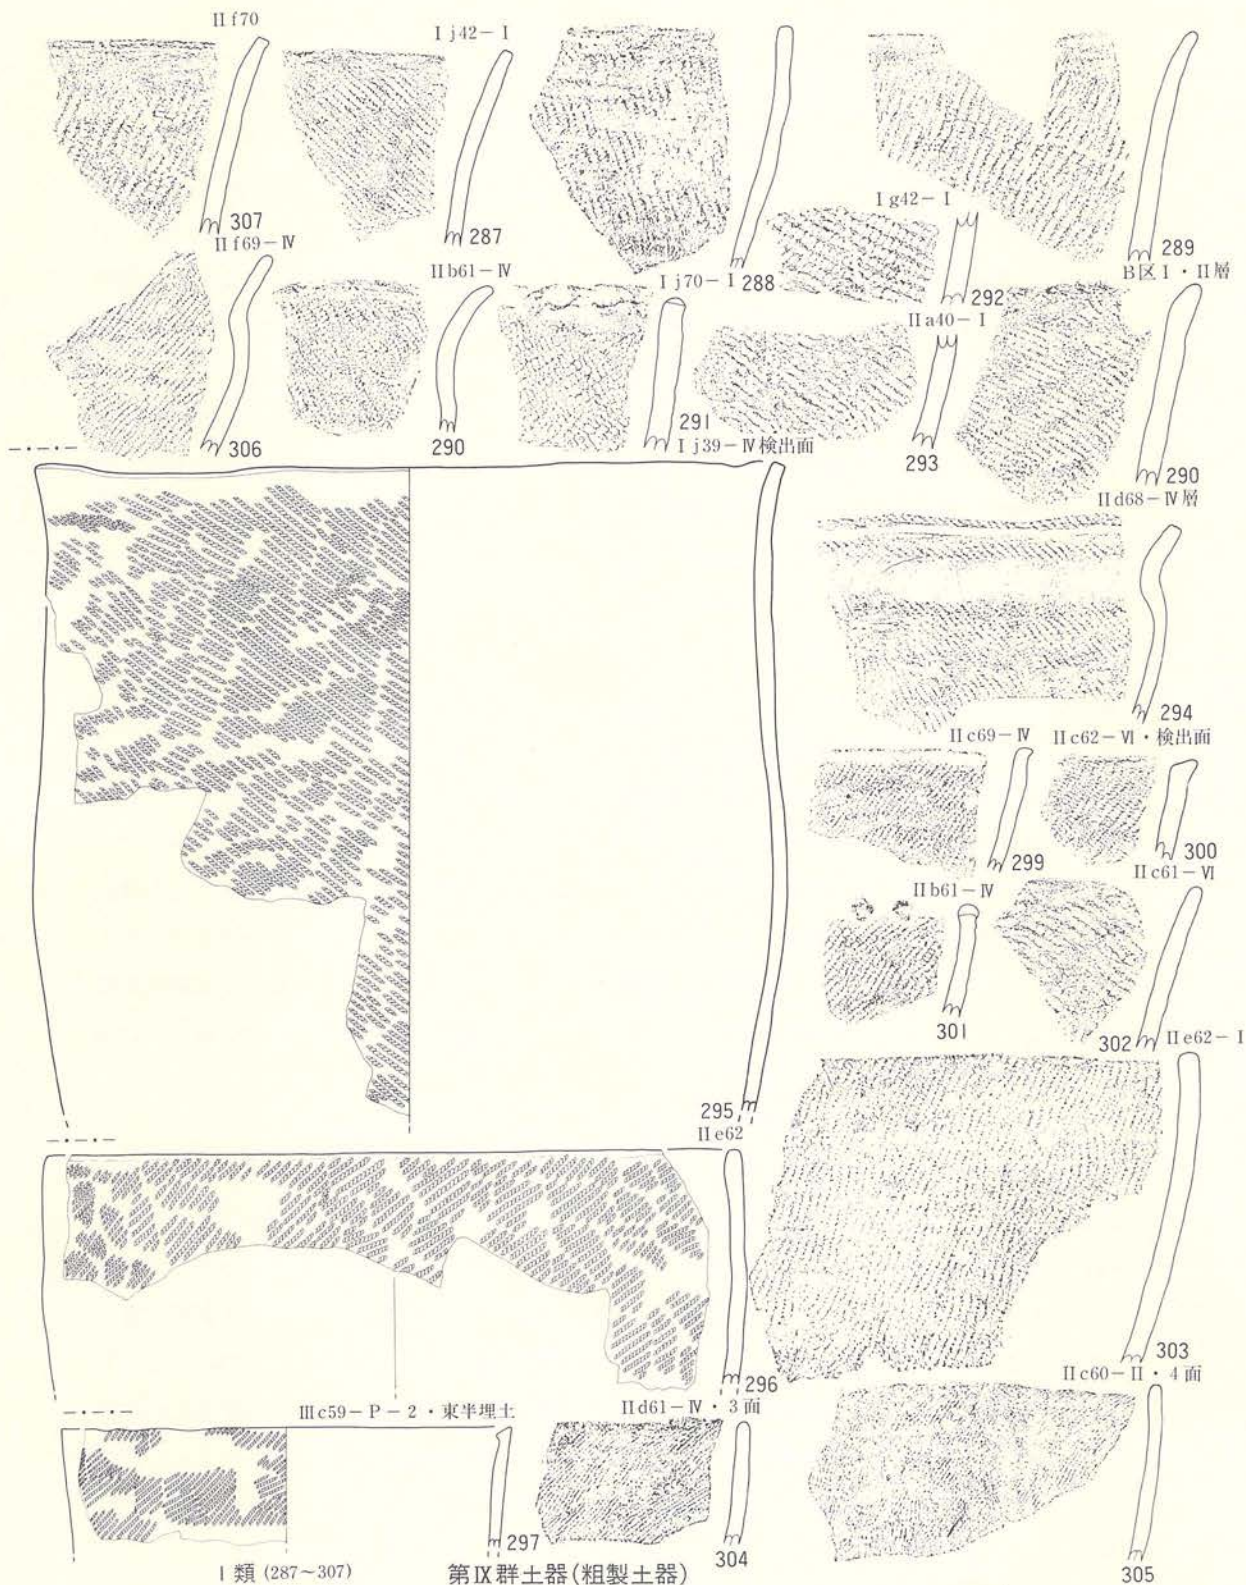 II f70
I j42-I
307
287
I j70-I 288
I g42-I
289
B区I・II層
II f69-IV
II b61-IV
292
II a40-I
306
290
291
I j39-IV検出面
293
290
II d68-IV層
294
II c69-IV
II c62-VI・検出面
299
300
II b61-IV
II c61-VI
301
302
II e62-I
295
II e62
303
II c60-II・4面
296
III c59-P-2・東半埋土
II d61-IV・3面
297
304
305
I類 (287~307)
第IX群土器(粗製土器)